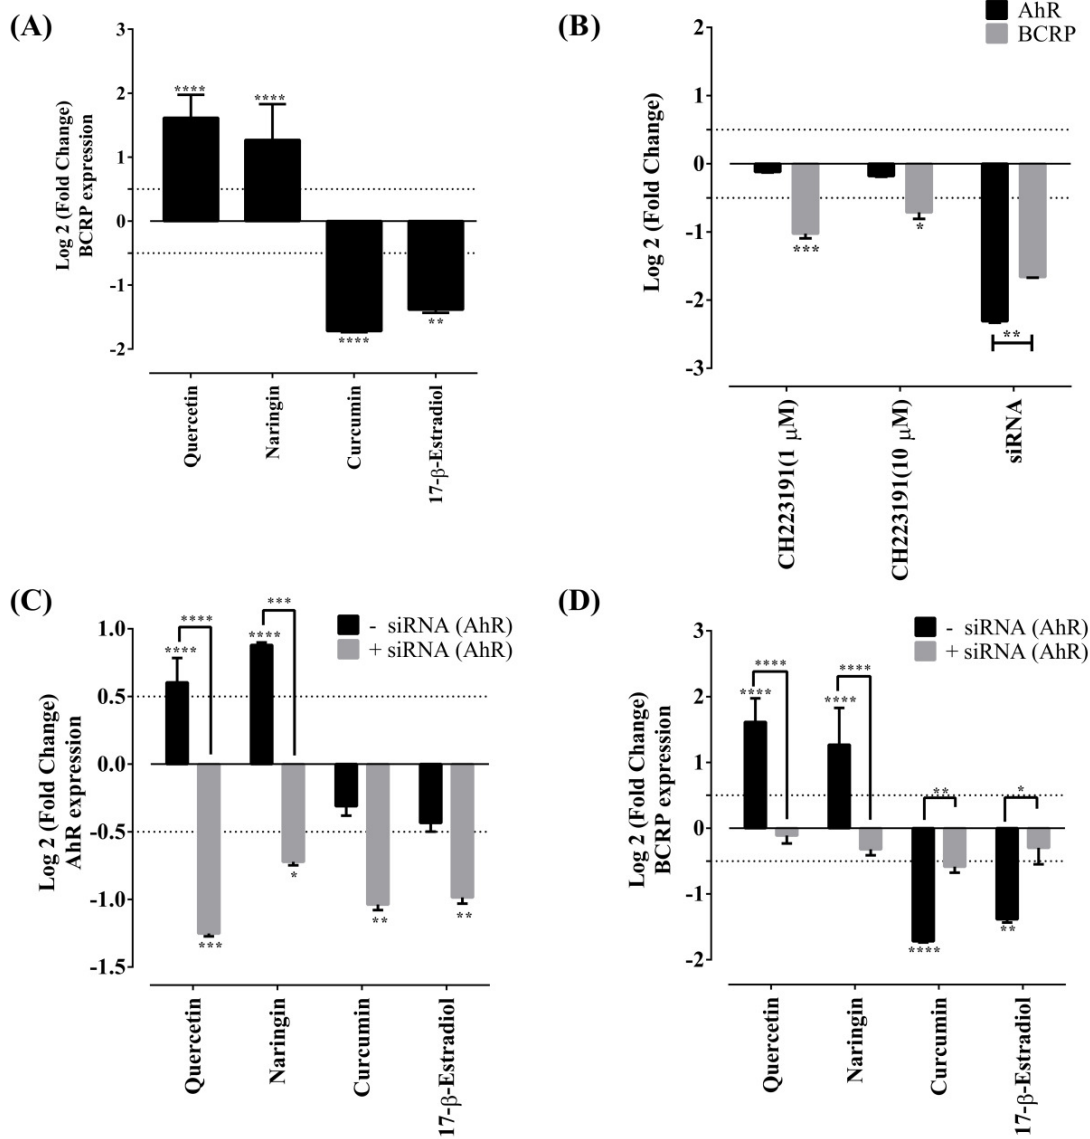 (A)
Log 2 (Fold Change)
BCRP expression
3
2
1
0
-1
-2
****
****
****
**
Quercetin
Naringin
Curcumin
17-β-Estradiol
(B)
AhR
BCRP
Log 2 (Fold Change)
2
1
0
-1
-2
-3
***
*
**
CH223191(1 μM)
CH223191(10 μM)
siRNA
(C)
- siRNA (AhR)
+ siRNA (AhR)
Log 2 (Fold Change)
AhR expression
1.0
0.5
0.0
-0.5
-1.0
-1.5
****
***
****
****
***
*
**
**
Quercetin
Naringin
Curcumin
17-β-Estradiol
(D)
- siRNA (AhR)
+ siRNA (AhR)
Log 2 (Fold Change)
BCRP expression
3
2
1
0
-1
-2
****
****
****
****
**
*
****
**
Quercetin
Naringin
Curcumin
17-β-Estradiol